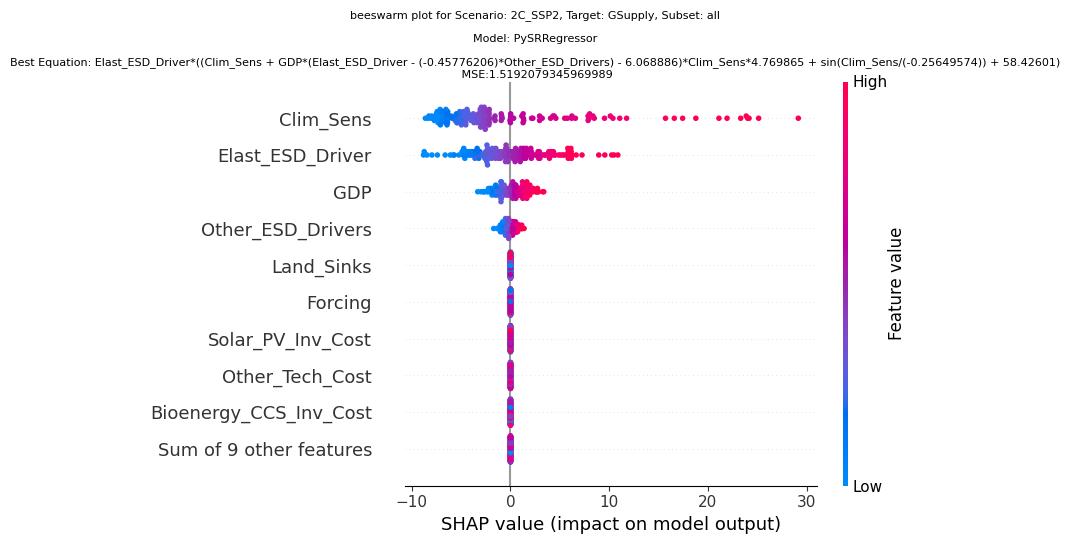 beeswarm plot for Scenario: 2C_SSP2, Target: GSupply, Subset: all
Model: PySRRegressor
Best Equation: Elast_ESD_Driver*((Clim_Sens + GDP*(Elast_ESD_Driver - (-0.45776206)*Other_ESD_Drivers) - 6.068886)*Clim_Sens*4.769865 + sin(Clim_Sens/(-0.25649574)) + 58.42601)
MSE:1.5192079345969989
High
Clim_Sens
Elast_ESD_Driver
GDP
Other_ESD_Drivers
Land_Sinks
Forcing
Solar_PV_Inv_Cost
Other_Tech_Cost
Bioenergy_CCS_Inv_Cost
Sum of 9 other features
Feature value
Low
−10 0 10 20 30
SHAP value (impact on model output)